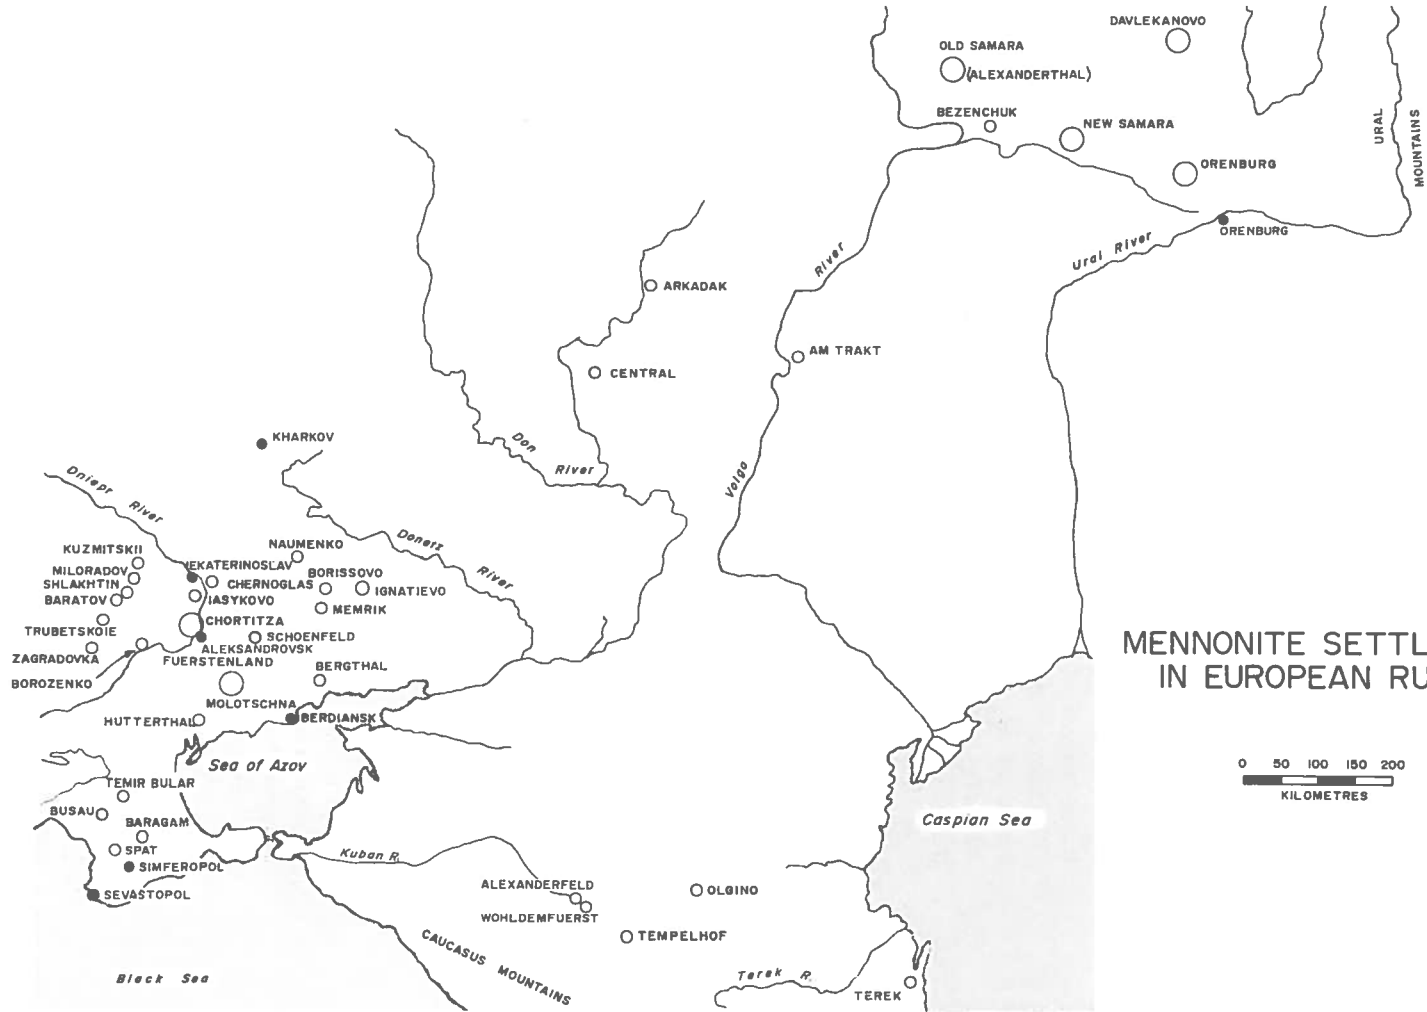 DAVLEKANOVO
OLD SAMARA
(ALEXANDERTHAL)
BEZENCHUK
NEW SAMARA
URAL
MOUNTAINS
ORENBURG
ORENBURG
Ural River
River
ARKADAK
AM TRAKT
CENTRAL
KHARKOV
Don
River
Volga
Dniepr River
Donetz
River
NAUMENKO
KUZMITSKII
MILORADOV
EKATERINOSLAV
BORISSOVO
SHLAKHTIN
CHERNOGLAS
IGNATIEVO
BARATOV
IASYKOVO
MEMRIK
CHORTITZA
TRUBETSKOIE
SCHOENFELD
ALEKSANDROVSK
ZAGRADOVKA
FUERSTENLAND
BERGTHAL
BOROZENKO
MOLOTSCHNA
HUTTERTHAL
BERDIANSK
MENNONITE SETTL
IN EUROPEAN RU
Sea of Azov
0 50 100 150 200
KILOMETRES
TEMIR BULAR
BUSAU
BARAGAM
Caspian Sea
SPAT
Kuban R.
SIMFEROPOL
ALEXANDERFELD
OLGINO
SEVASTOPOL
WOHLDEMFUERST
TEMPELHOF
CAUCASUS MOUNTAINS
Black Sea
Terek R.
TEREK